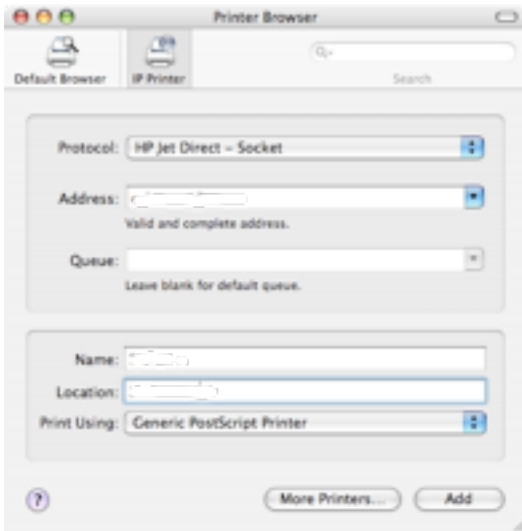 Printer Browser
Default Browser
IP Printer
Search
Protocol: HP Jet Direct – Socket
Address:
Valid and complete address.
Queue:
Leave blank for default queue.
Name:
Location:
Print Using: Generic PostScript Printer
? More Printers... Add